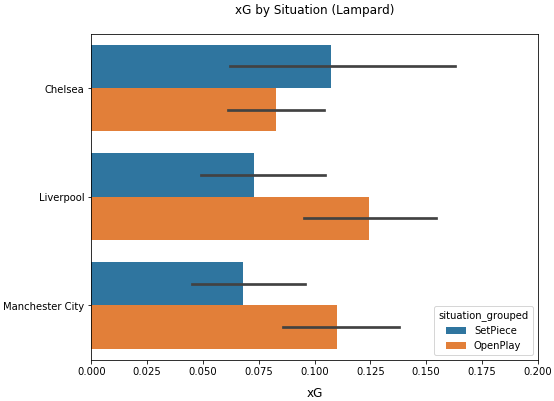 xG by Situation (Lampard)
Chelsea
Liverpool
Manchester City
situation_grouped
SetPiece
OpenPlay
0.000 0.025 0.050 0.075 0.100 0.125 0.150 0.175 0.200
xG